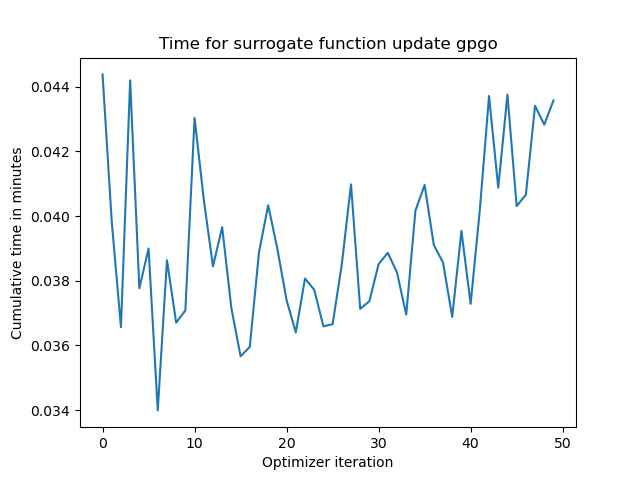 Time for surrogate function update gpgo
Cumulative time in minutes
0.044
0.042
0.040
0.038
0.036
0.034
0 10 20 30 40 50
Optimizer iteration